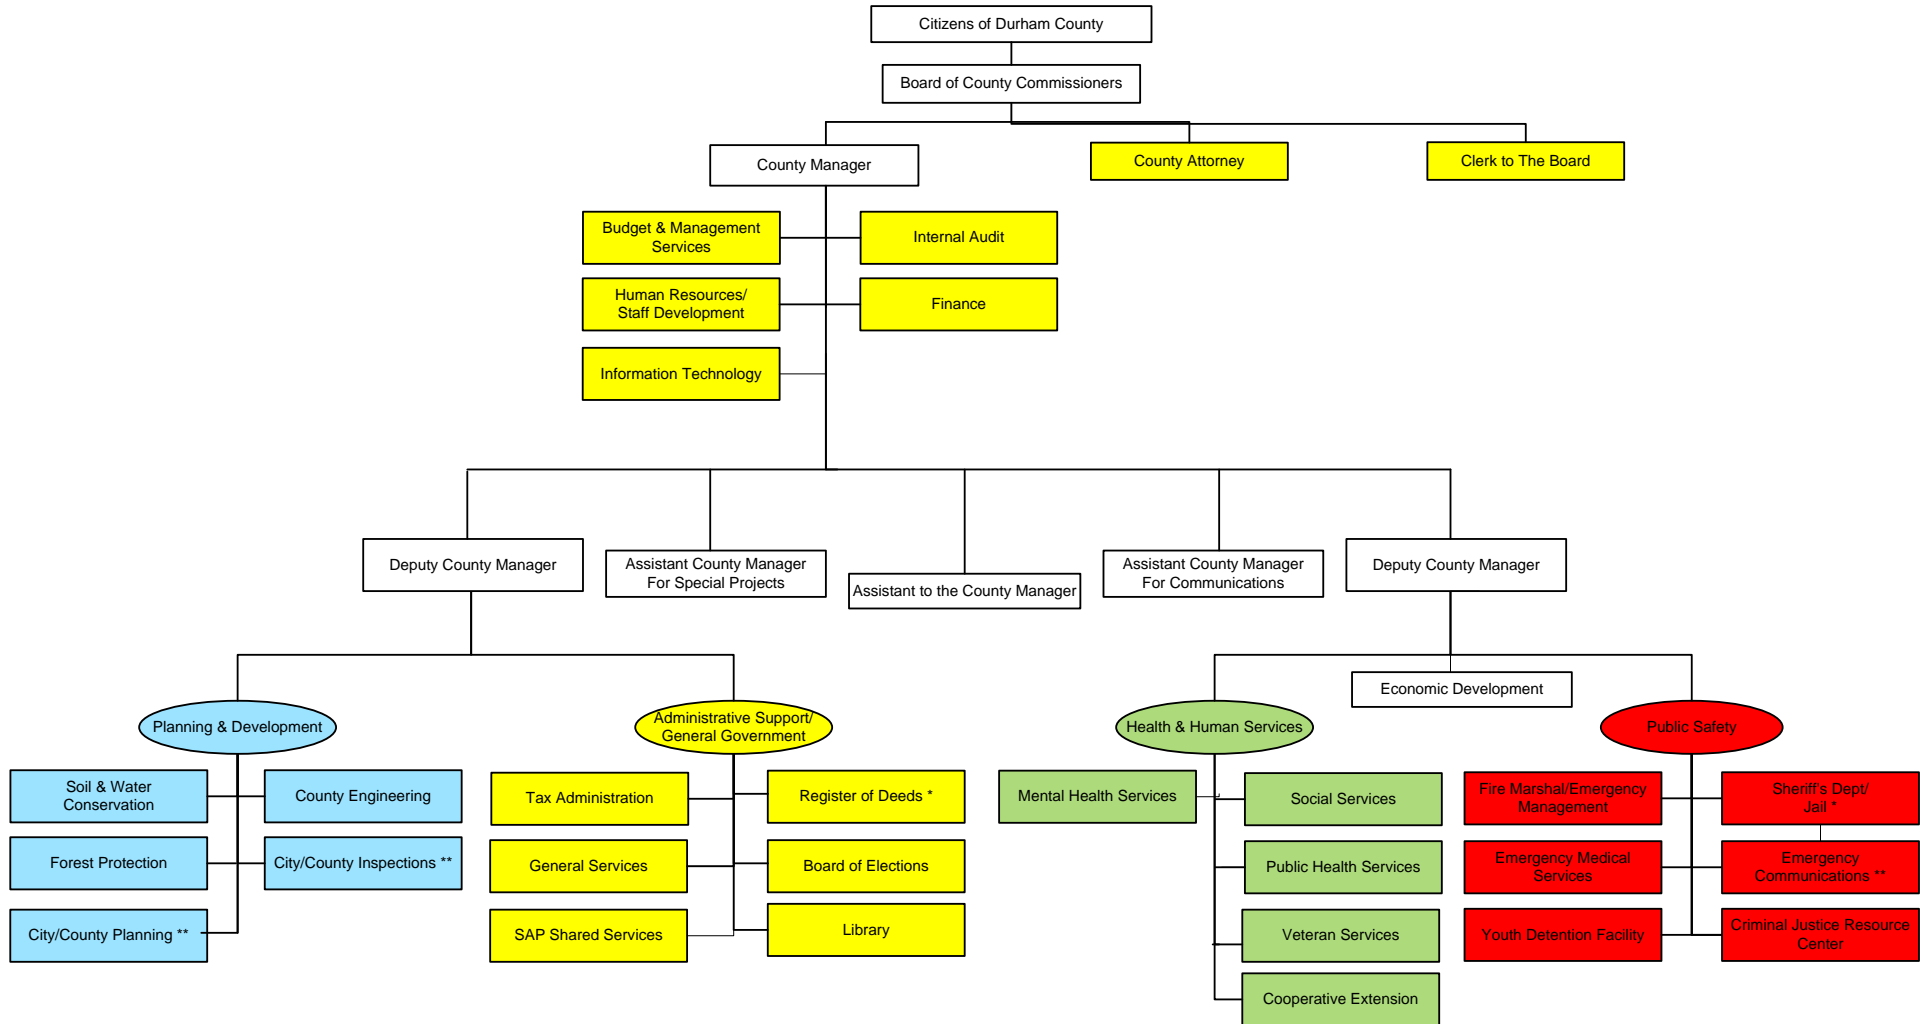 Citizens of Durham County
Board of County Commissioners
County Manager
County Attorney
Clerk to The Board
Budget & Management
Services
Internal Audit
Human Resources/
Staff Development
Finance
Information Technology
Deputy County Manager
Assistant County Manager
For Special Projects
Assistant to the County Manager
Assistant County Manager
For Communications
Deputy County Manager
Economic Development
Planning & Development
Administrative Support/
General Government
Health & Human Services
Public Safety
Soil & Water
Conservation
County Engineering
Tax Administration
Register of Deeds *
Mental Health Services
Social Services
Fire Marshal/Emergency
Management
Sheriff's Dept/
Jail *
Forest Protection
City/County Inspections **
General Services
Board of Elections
Public Health Services
Emergency Medical
Services
Emergency
Communications **
City/County Planning **
SAP Shared Services
Library
Veteran Services
Youth Detention Facility
Criminal Justice Resource
Center
Cooperative Extension